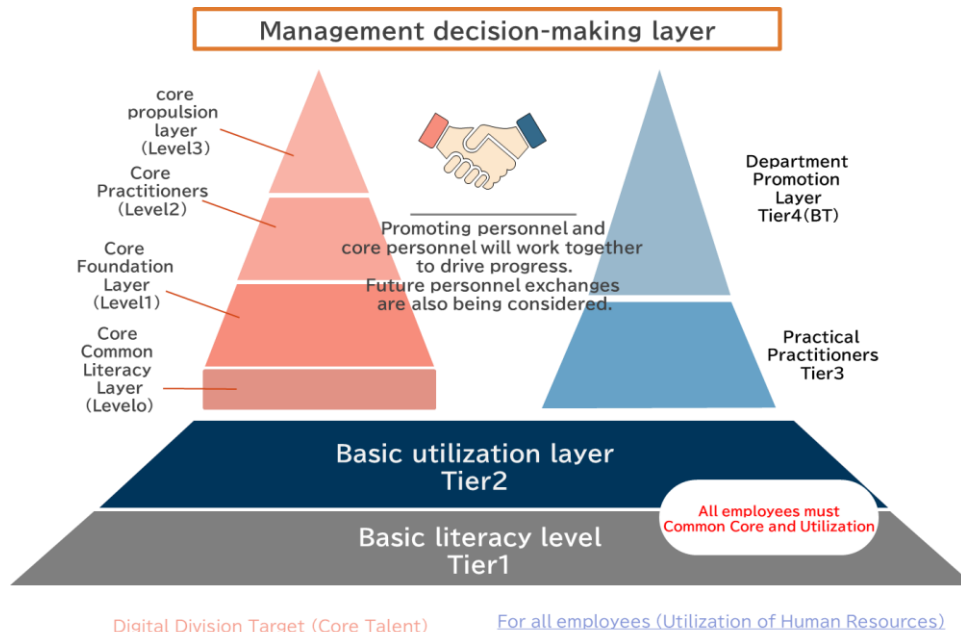 Management decision-making layer
core
propulsion
layer
(Level3)
Core
Practitioners
(Level2)
Core
Foundation
Layer
(Level1)
Core
Common
Literacy
Layer
(Levelo)
Promoting personnel and
core personnel will work together
to drive progress.
Future personnel exchanges
are also being considered.
Department
Promotion
Layer
Tier4(BT)
Practical
Practitioners
Tier3
Basic utilization layer
Tier2
All employees must
Common Core and Utilization
Basic literacy level
Tier1
Digital Division Target (Core Talent)
For all employees (Utilization of Human Resources)